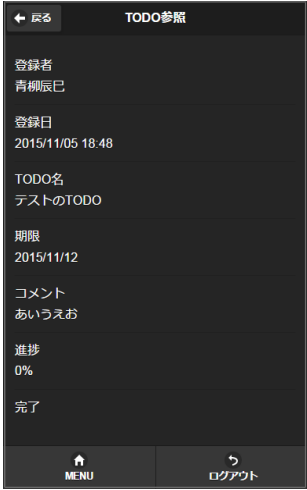 戻る TODO参照
登録者
青柳辰巳
登録日
2015/11/05 18:48
TODO名
テストのTODO
期限
2015/11/12
コメント
あいうえお
進捗
0%
完了
MENU ログアウト